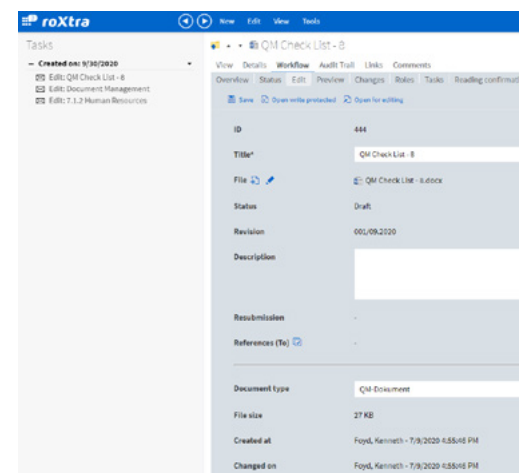 roXtra New Edit View Tools
Tasks
QM Check List - 8
Created on: 9/30/2020
Edit: QM Check List - 8
Edit: Document Management
Edit: 7.1.2 Human Resources
View Details Workflow Audit Trail Links Comments
Overview Status Edit Preview Changes Roles Tasks Reading confirmat
Save Open write protected Open for editing
ID 444
Title* QM Check List - 8
File QM Check List - 8.docx
Status Draft
Revision 001/09.2020
Description
Resubmission -
References (To) -
Document type QM-Dokument
File size 27 KB
Created at Foyd, Kenneth - 7/9/2020 4:55:48 PM
Changed on Foyd, Kenneth - 7/9/2020 4:55:48 PM